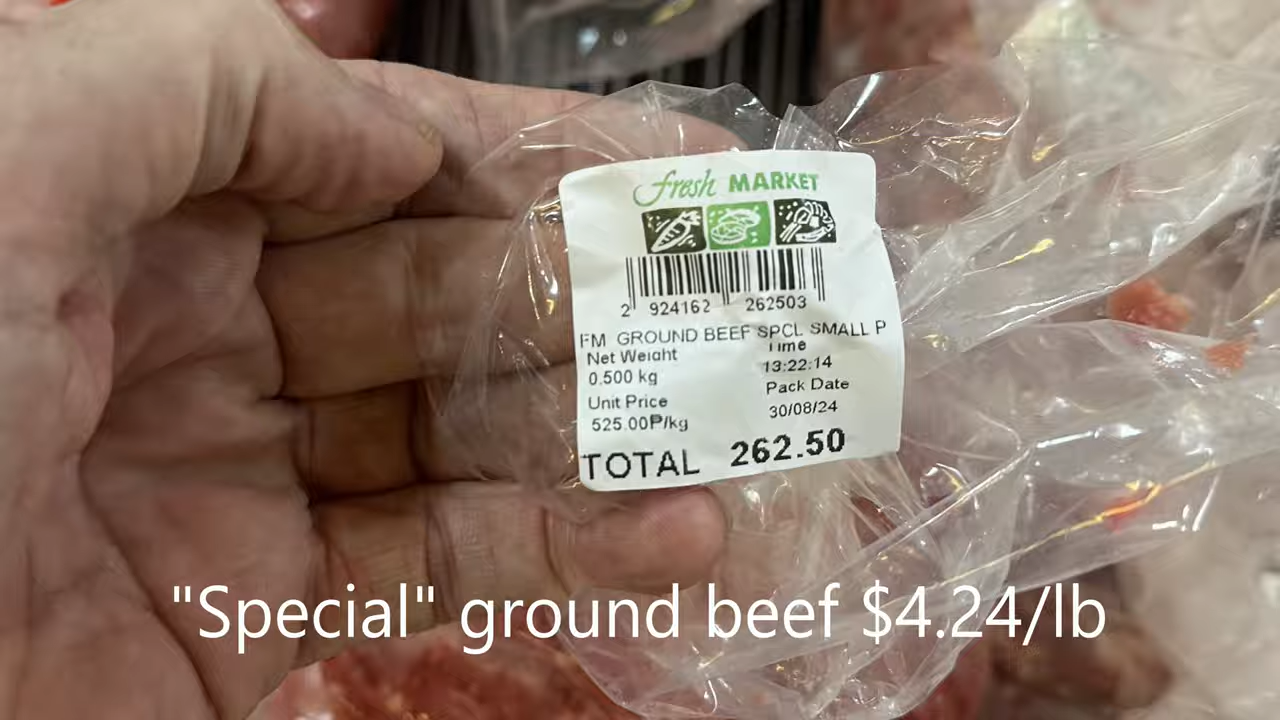 fresh MARKET
2 924162 262503
FM GROUND BEEF SPCL SMALL P
Net Weight
Time
0.500 kg
13:22:14
Unit Price
Pack Date
525.00₱/kg
30/08/24
TOTAL 262.50
"Special" ground beef $4.24/lb